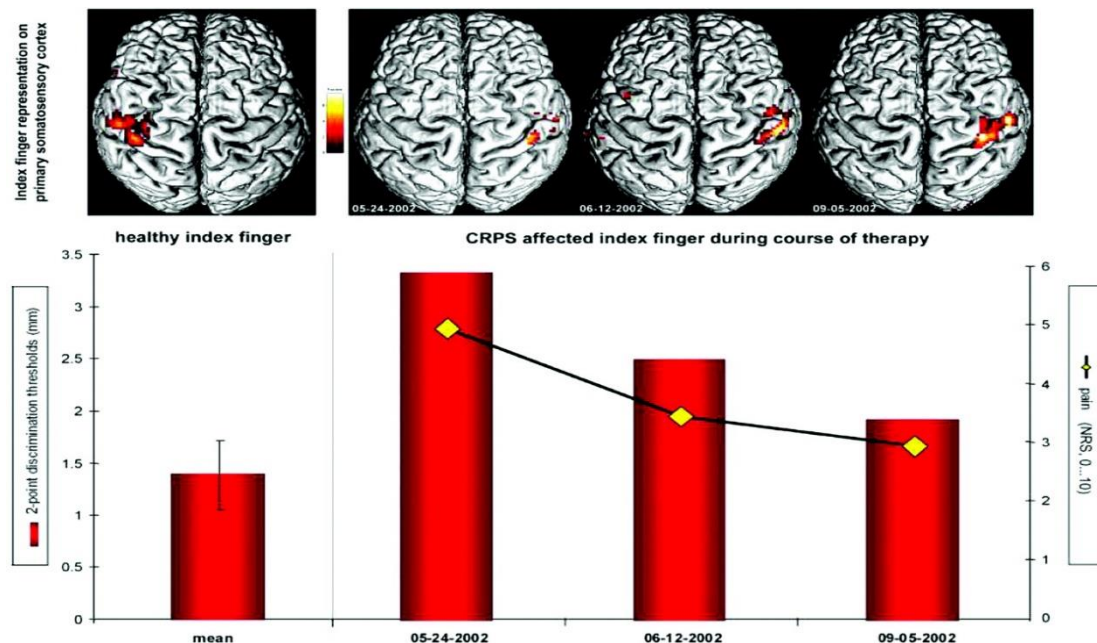 Index finger representation on
primary somatosensory cortex
05-24-2002
06-12-2002
09-05-2002
healthy index finger
CRPS affected index finger during course of therapy
3.5
3
2.5
2
1.5
1
0.5
0
2-point discrimination thresholds (mm)
6
5
4
3
2
1
0
pain
(NRS, 0...10)
mean
05-24-2002
06-12-2002
09-05-2002